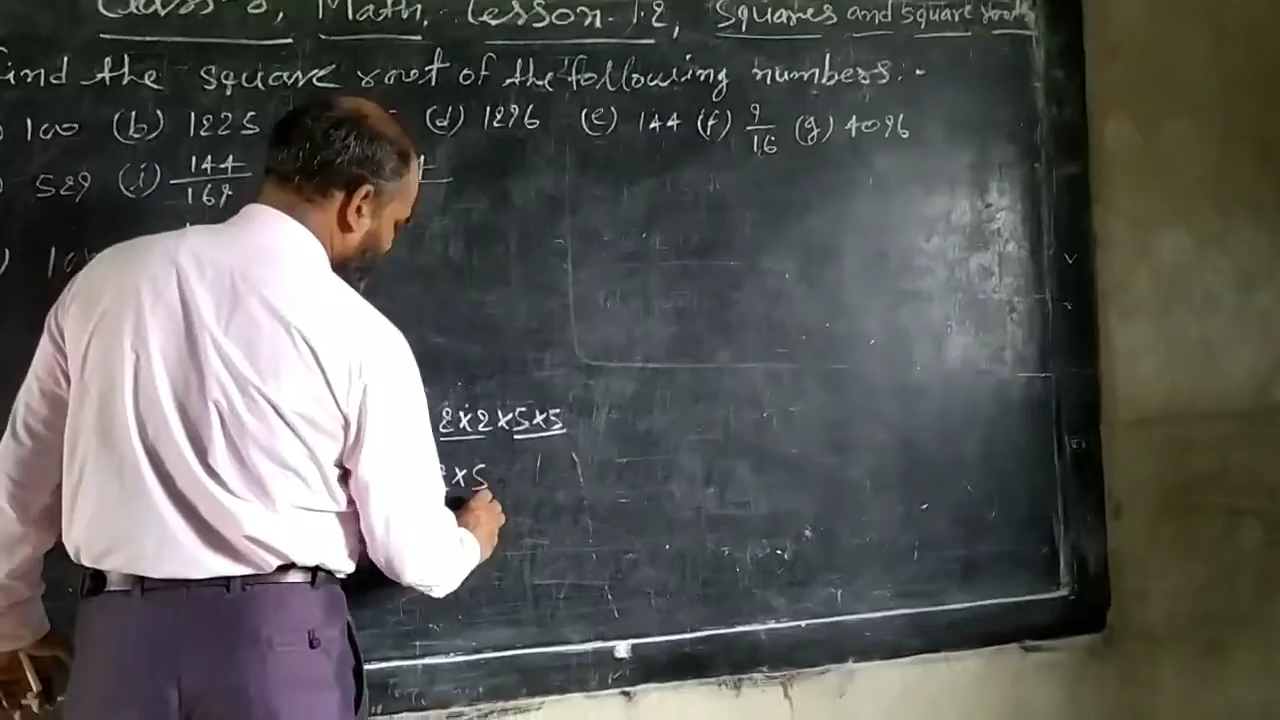 Class-8, Math, Lesson-1.2, Squares and square roots
find the square root of the following numbers:-
100 (b) 1225 (d) 1296 (e) 144 (f) 9/16 (g) 4096
529 (i) 144/169
2×2×5×5
2×5